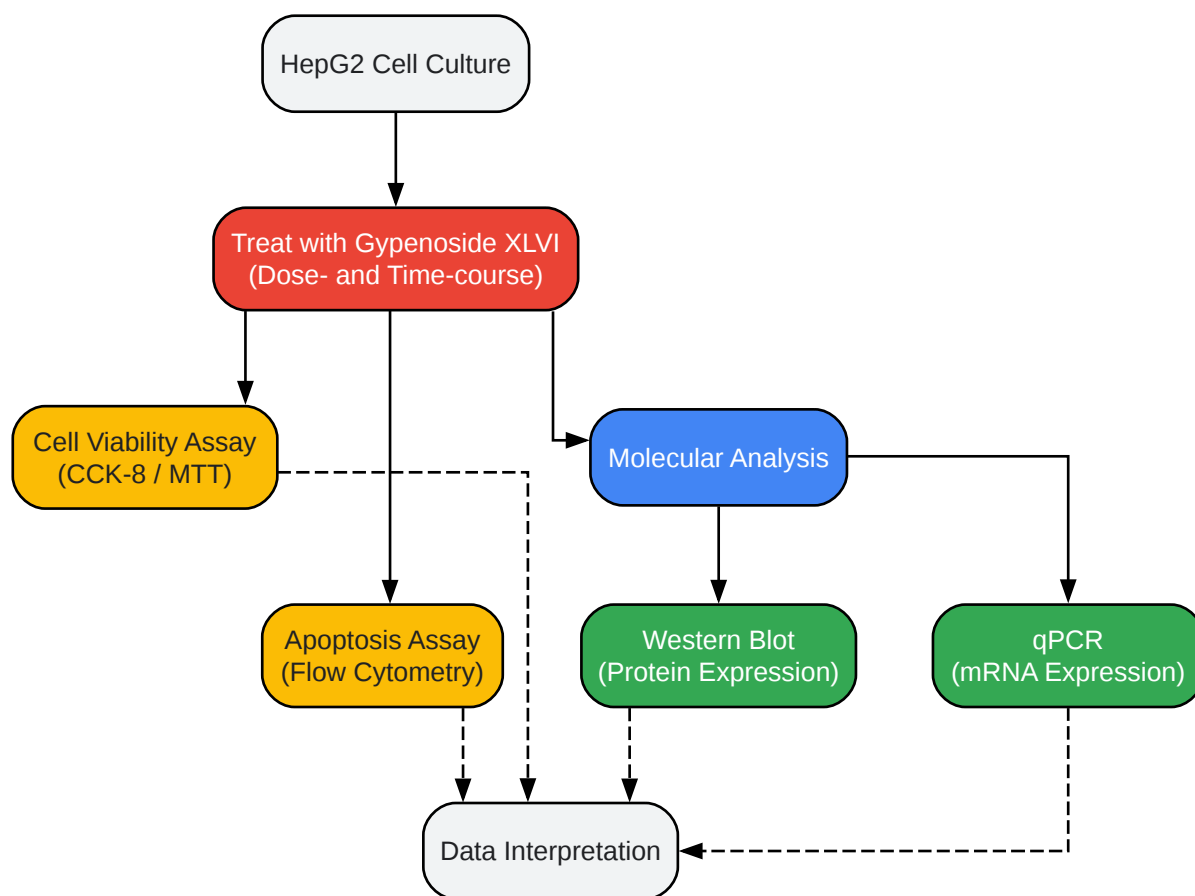 HepG2 Cell Culture
Treat with Gypenoside XLVI
(Dose- and Time-course)
Cell Viability Assay
(CCK-8 / MTT)
Molecular Analysis
Apoptosis Assay
(Flow Cytometry)
Western Blot
(Protein Expression)
qPCR
(mRNA Expression)
Data Interpretation